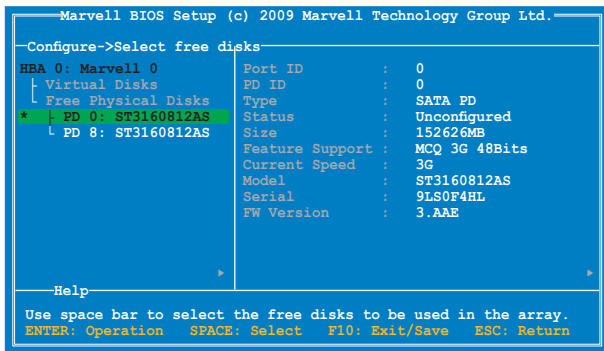 Marvell BIOS Setup (c) 2009 Marvell Technology Group Ltd.
Configure->Select free disks
HBA 0: Marvell 0
Virtual Disks
Free Physical Disks
* PD 0: ST3160812AS
PD 8: ST3160812AS
Port ID : 0
PD ID : 0
Type : SATA PD
Status : Unconfigured
Size : 152626MB
Feature Support : MCQ 3G 48Bits
Current Speed : 3G
Model : ST3160812AS
Serial : 9LS0F4HL
FW Version : 3.AAE
Help
Use space bar to select the free disks to be used in the array.
ENTER: Operation SPACE: Select F10: Exit/Save ESC: Return